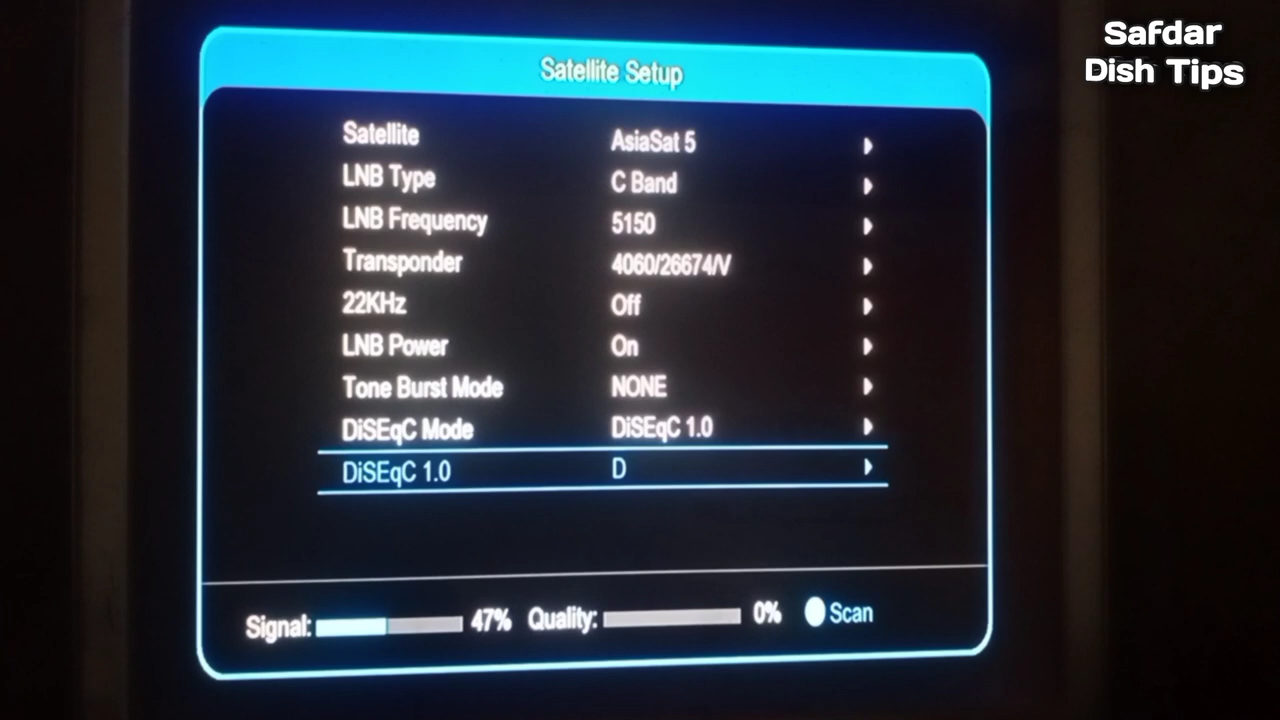 Safdar
Dish Tips
Satellite Setup
Satellite AsiaSat 5
LNB Type C Band
LNB Frequency 5150
Transponder 4060/26674/V
22KHz Off
LNB Power On
Tone Burst Mode NONE
DiSEqC Mode DiSEqC 1.0
DiSEqC 1.0 D
Signal: 47% Quality: 0% Scan